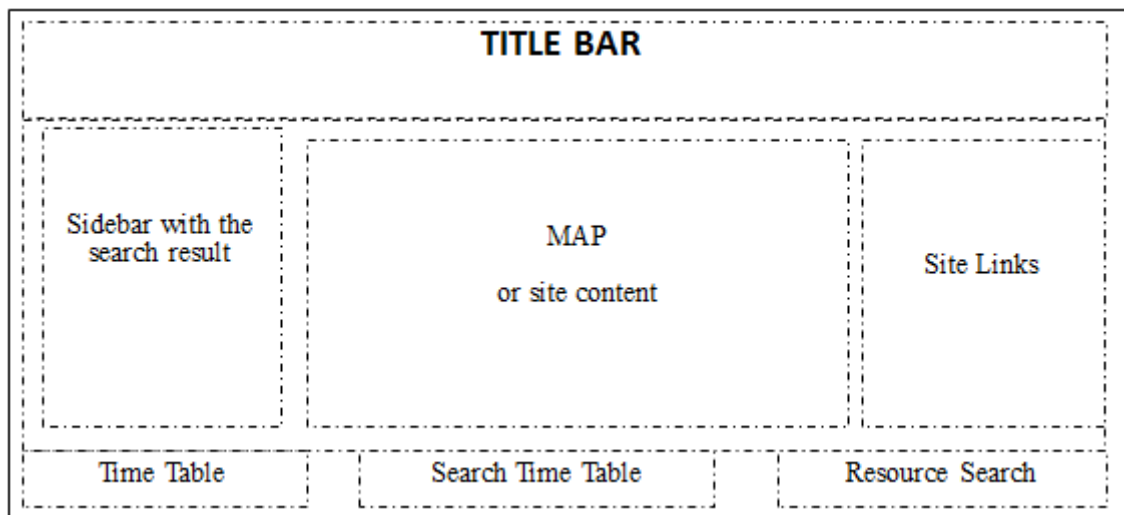 TITLE BAR
Sidebar with the
search result
MAP
or site content
Site Links
Time Table
Search Time Table
Resource Search